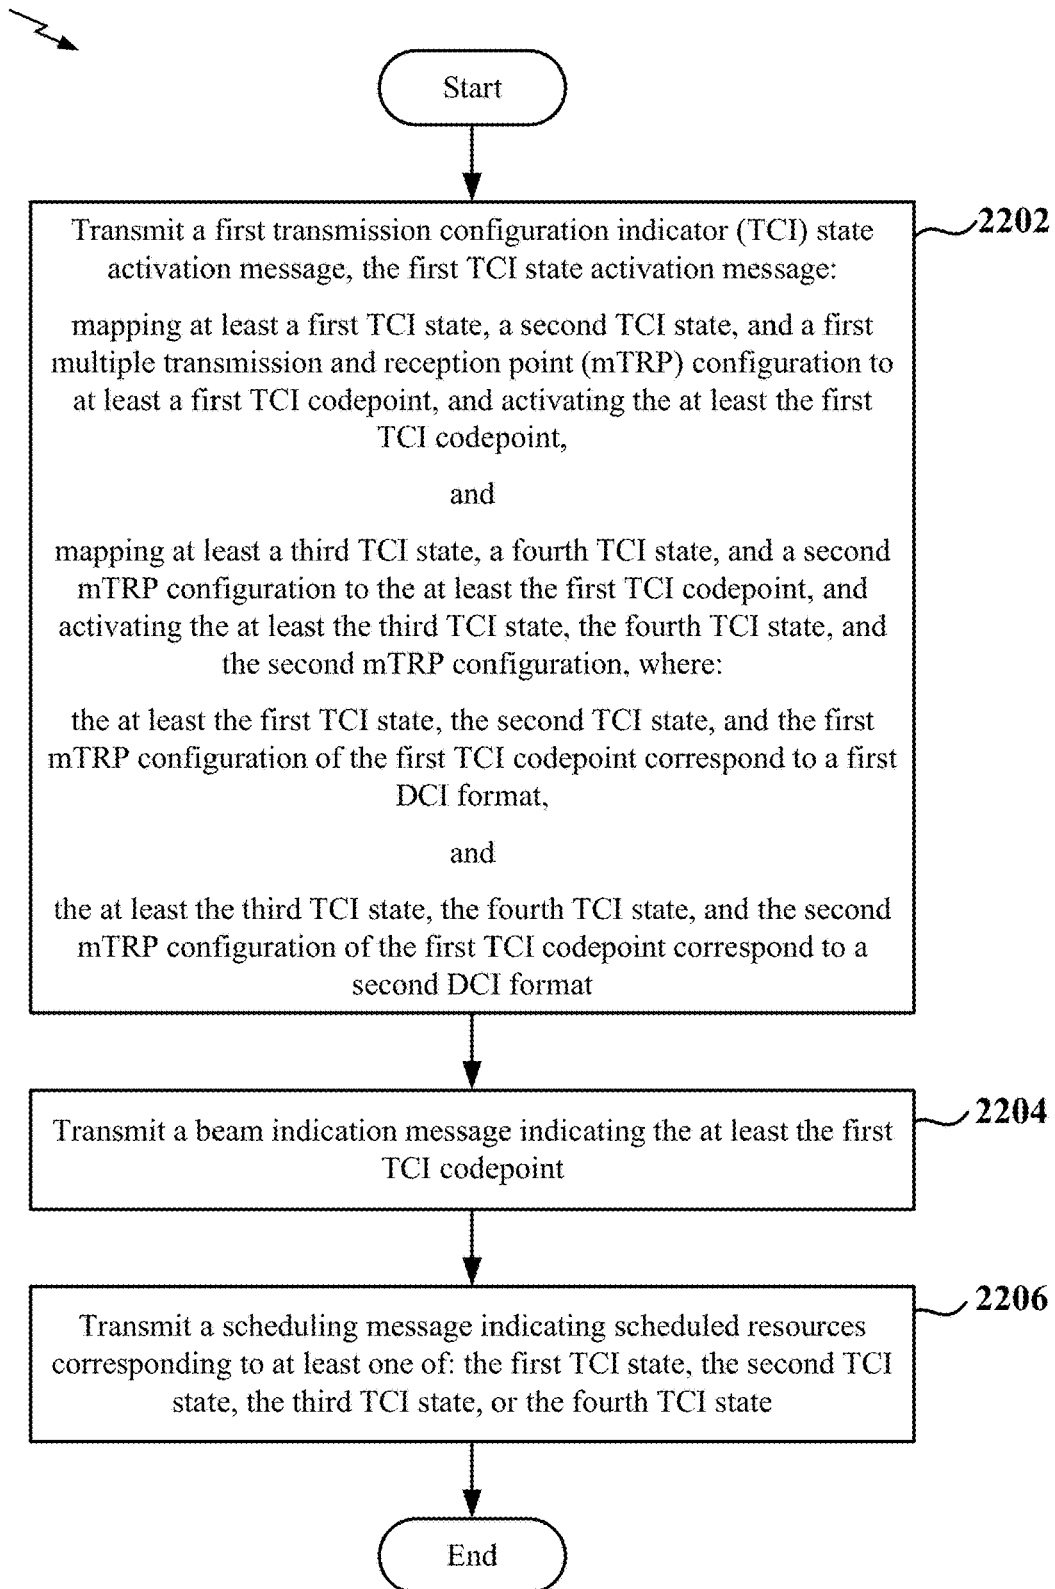 Start
2202
Transmit a first transmission configuration indicator (TCI) state
activation message, the first TCI state activation message:
mapping at least a first TCI state, a second TCI state, and a first
multiple transmission and reception point (mTRP) configuration to
at least a first TCI codepoint, and activating the at least the first
TCI codepoint,
and
mapping at least a third TCI state, a fourth TCI state, and a second
mTRP configuration to the at least the first TCI codepoint, and
activating the at least the third TCI state, the fourth TCI state, and
the second mTRP configuration, where:
the at least the first TCI state, the second TCI state, and the first
mTRP configuration of the first TCI codepoint correspond to a first
DCI format,
and
the at least the third TCI state, the fourth TCI state, and the second
mTRP configuration of the first TCI codepoint correspond to a
second DCI format
2204
Transmit a beam indication message indicating the at least the first
TCI codepoint
2206
Transmit a scheduling message indicating scheduled resources
corresponding to at least one of: the first TCI state, the second TCI
state, the third TCI state, or the fourth TCI state
End